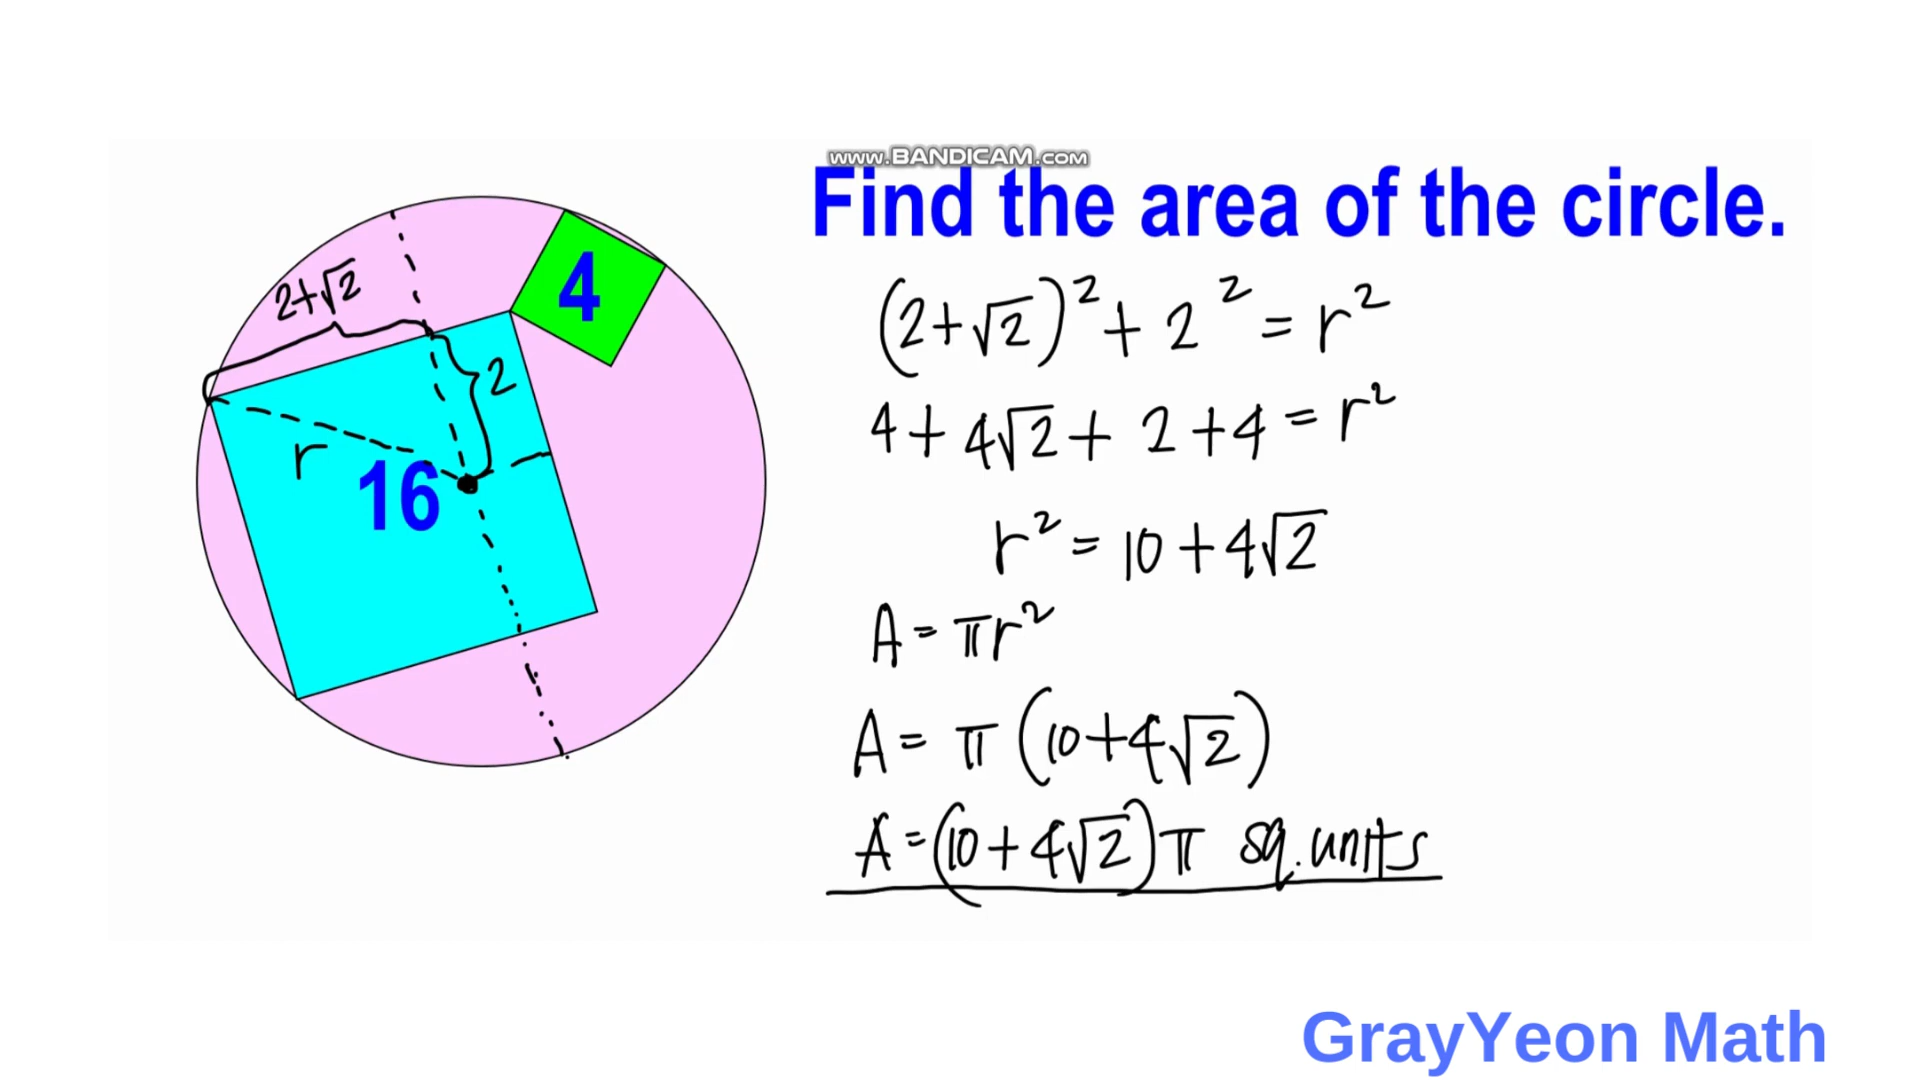 www.BANDICAM.com
Find the area of the circle.
2+√2
4
2
r
16
(2+√2)²+2²=r²
4+4√2+2+4=r²
r²=10+4√2
A=πr²
A=π(10+4√2)
A=(10+4√2)π sq.units
GrayYeon Math